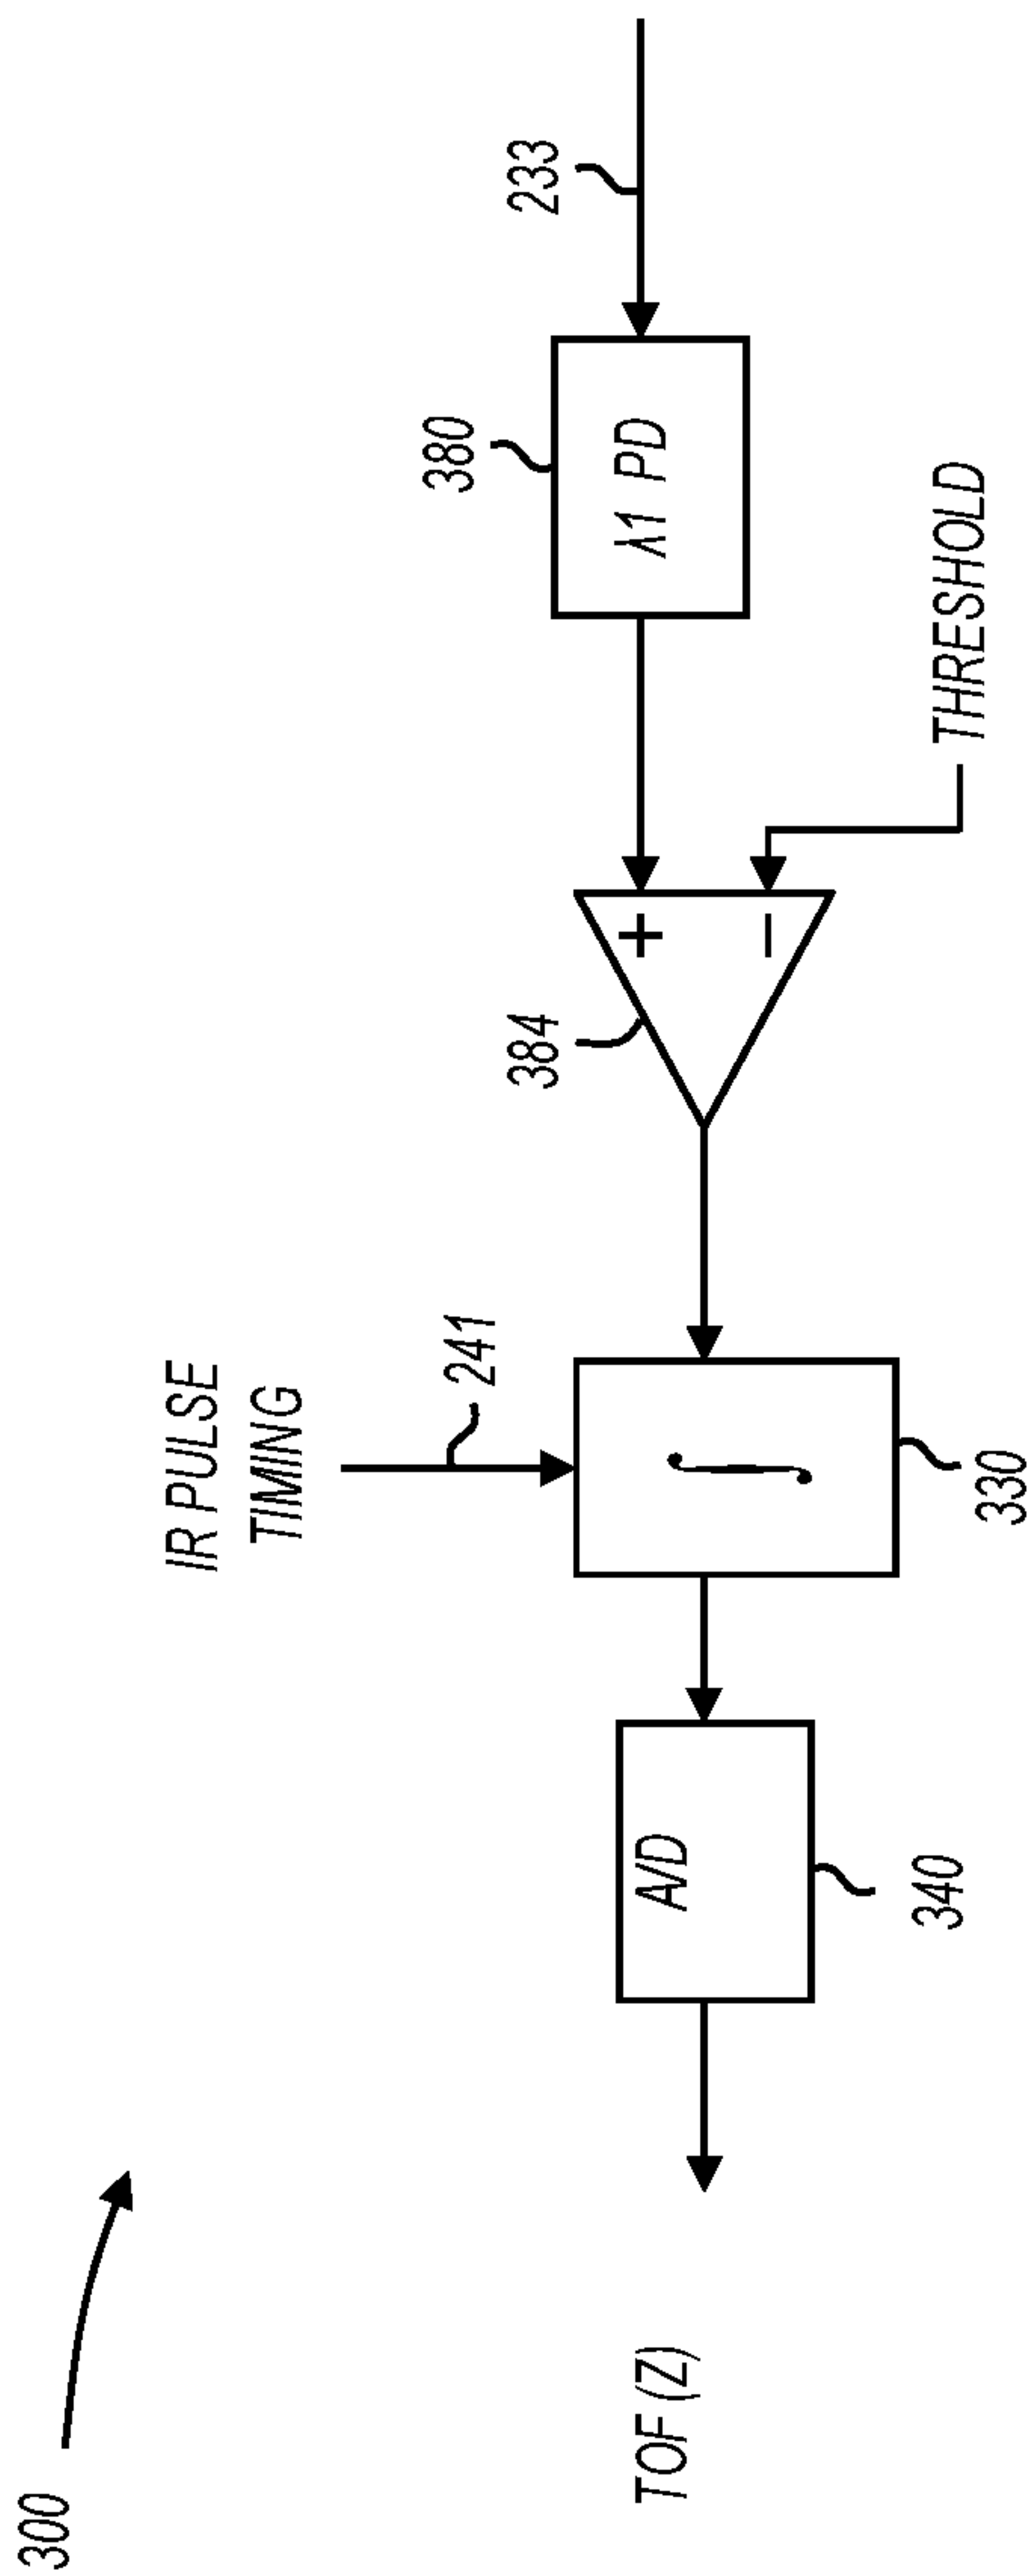 300
IR PULSE
TIMING
241
380
233
384
λ1 PD
+
−
THRESHOLD
∫
330
A/D
340
TOF (Z)